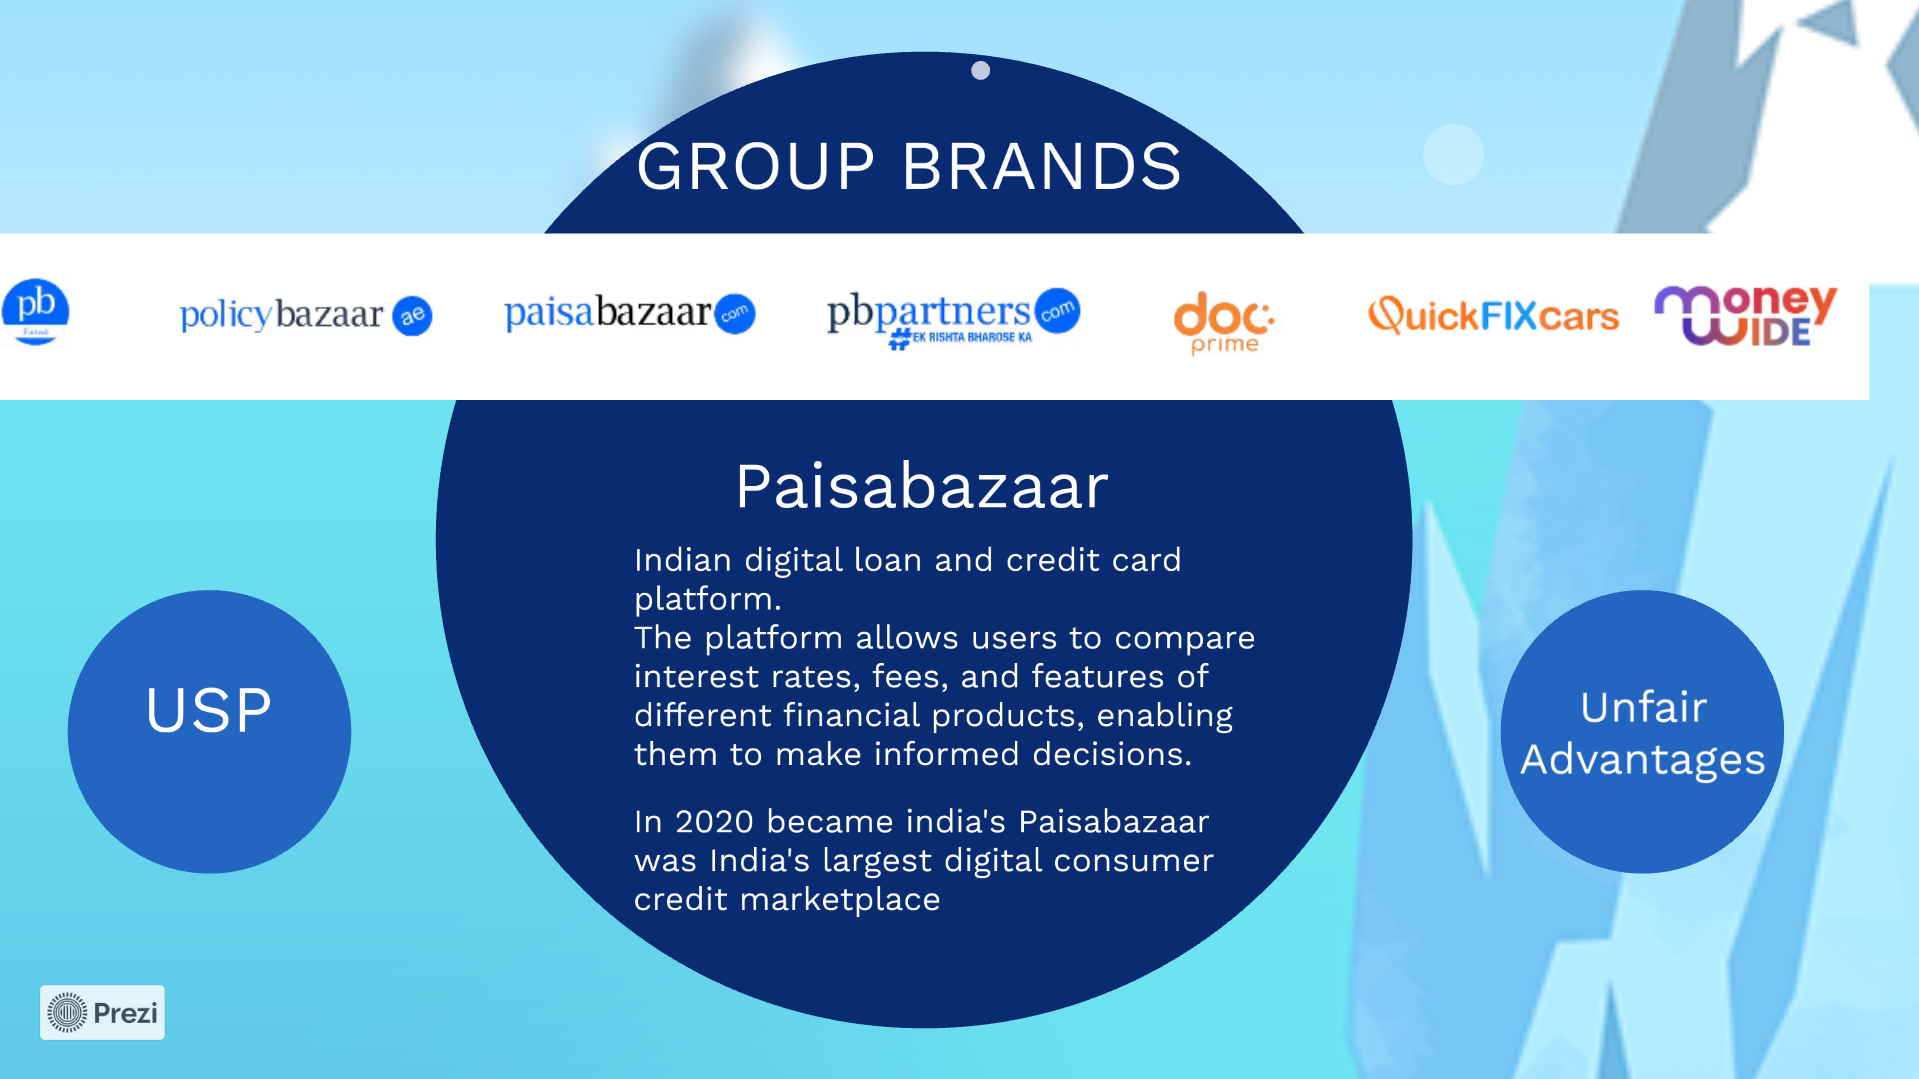 GROUP BRANDS
pb
policybazaar ae
paisabazaar com
pbpartners com
#EK RISHTA BHAROSE KA
doc:
prime
QuickFIXcars
money
WIDE
Paisabazaar
Indian digital loan and credit card
platform.
The platform allows users to compare
interest rates, fees, and features of
different financial products, enabling
them to make informed decisions.
In 2020 became india's Paisabazaar
was India's largest digital consumer
credit marketplace
USP
Unfair
Advantages
Prezi